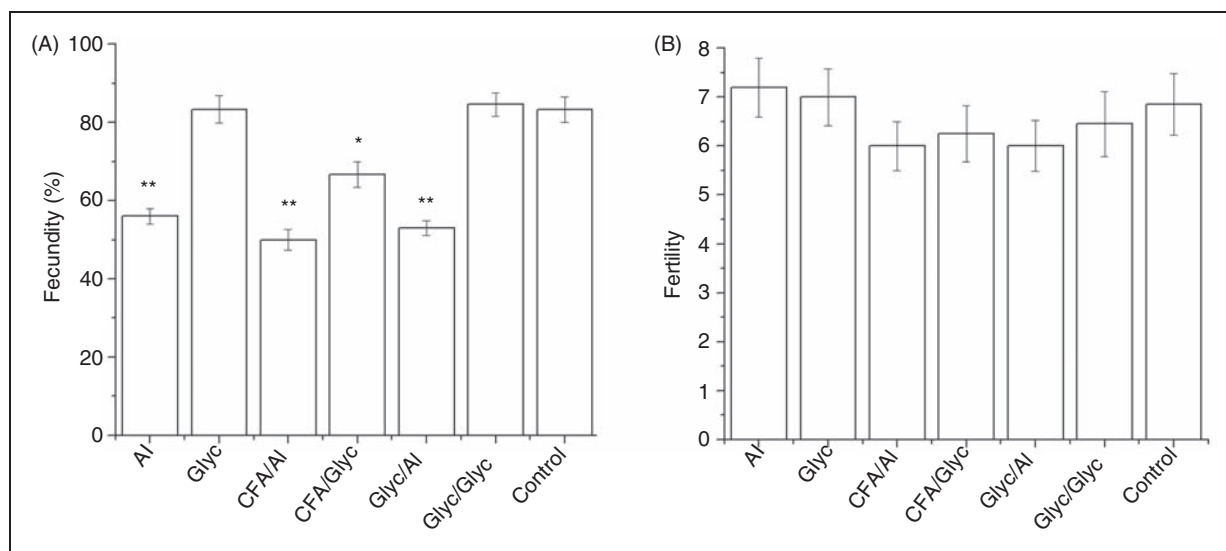 (A)
100
80
60
40
20
0
Fecundity (%)
**
**
*
**
Al
Glyc
CFA/Al
CFA/Glyc
Glyc/Al
Glyc/Glyc
Control
(B)
8
7
6
5
4
3
2
1
0
Fertility
Al
Glyc
CFA/Al
CFA/Glyc
Glyc/Al
Glyc/Glyc
Control